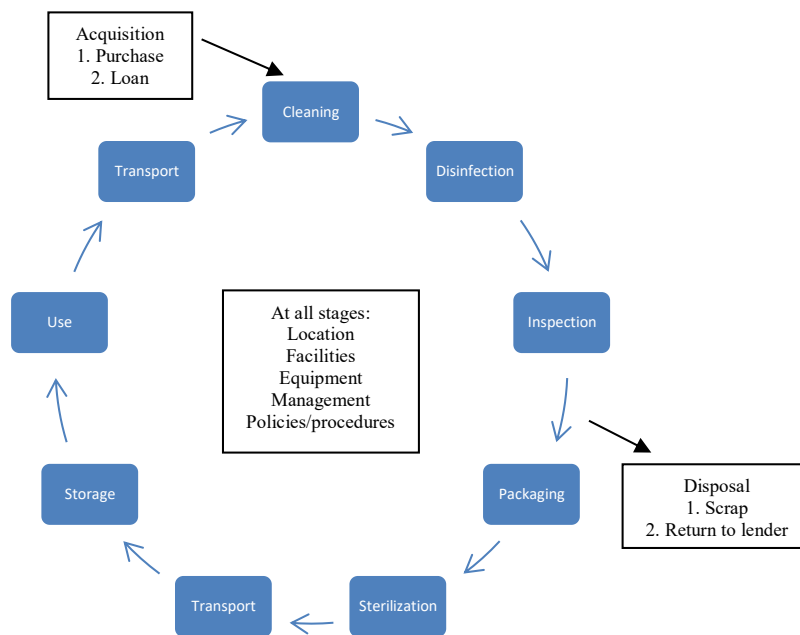 Acquisition
1. Purchase
2. Loan
Cleaning
Disinfection
Inspection
Packaging
Disposal
1. Scrap
2. Return to lender
Sterilization
Transport
Storage
Use
Transport
At all stages:
Location
Facilities
Equipment
Management
Policies/procedures